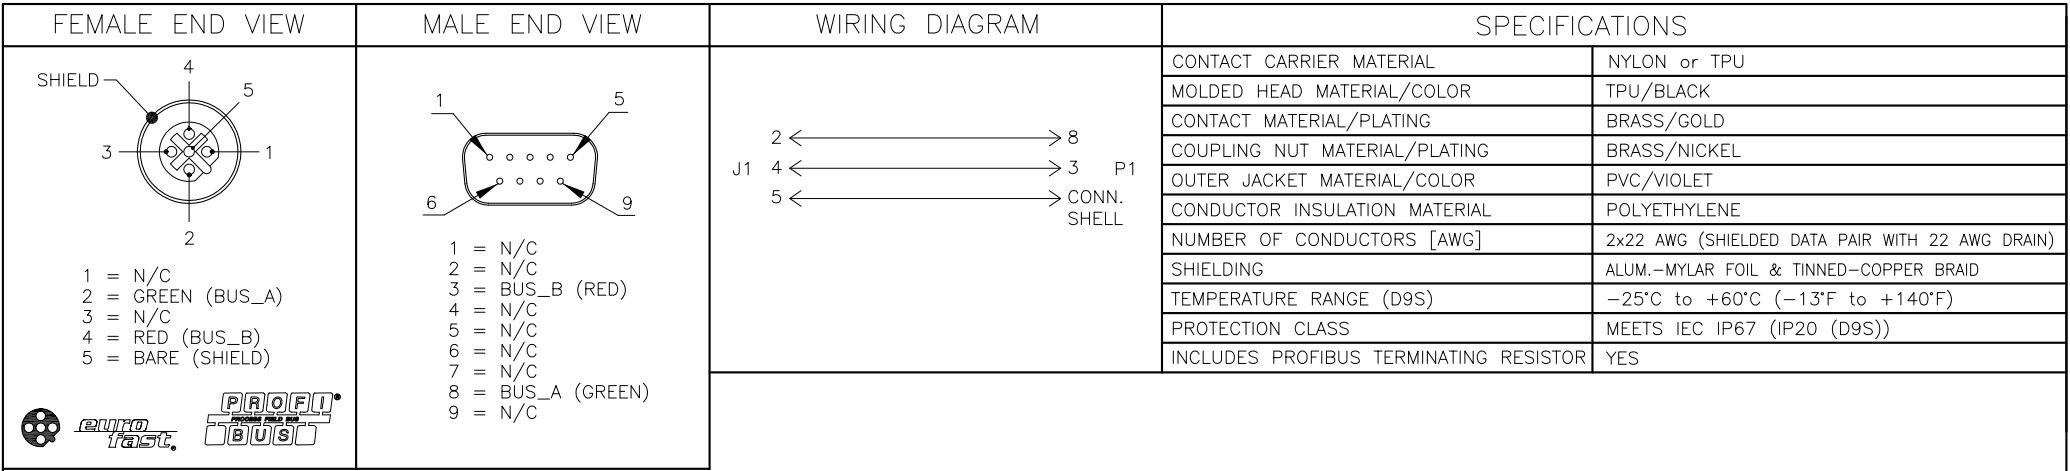 FEMALE END VIEW
SHIELD
4
5
3
1
2
1 = N/C
2 = GREEN (BUS_A)
3 = N/C
4 = RED (BUS_B)
5 = BARE (SHIELD)
euro
fast®
PROFI®
PROCESS FIELD BUS
BUS
MALE END VIEW
1
5
6
9
1 = N/C
2 = N/C
3 = BUS_B (RED)
4 = N/C
5 = N/C
6 = N/C
7 = N/C
8 = BUS_A (GREEN)
9 = N/C
WIRING DIAGRAM
2 8
J1 4 3 P1
5 CONN.
SHELL
SPECIFICATIONS
CONTACT CARRIER MATERIAL NYLON or TPU
MOLDED HEAD MATERIAL/COLOR TPU/BLACK
CONTACT MATERIAL/PLATING BRASS/GOLD
COUPLING NUT MATERIAL/PLATING BRASS/NICKEL
OUTER JACKET MATERIAL/COLOR PVC/VIOLET
CONDUCTOR INSULATION MATERIAL POLYETHYLENE
NUMBER OF CONDUCTORS [AWG] 2x22 AWG (SHIELDED DATA PAIR WITH 22 AWG DRAIN)
SHIELDING ALUM.-MYLAR FOIL & TINNED-COPPER BRAID
TEMPERATURE RANGE (D9S) -25°C to +60°C (-13°F to +140°F)
PROTECTION CLASS MEETS IEC IP67 (IP20 (D9S))
INCLUDES PROFIBUS TERMINATING RESISTOR YES